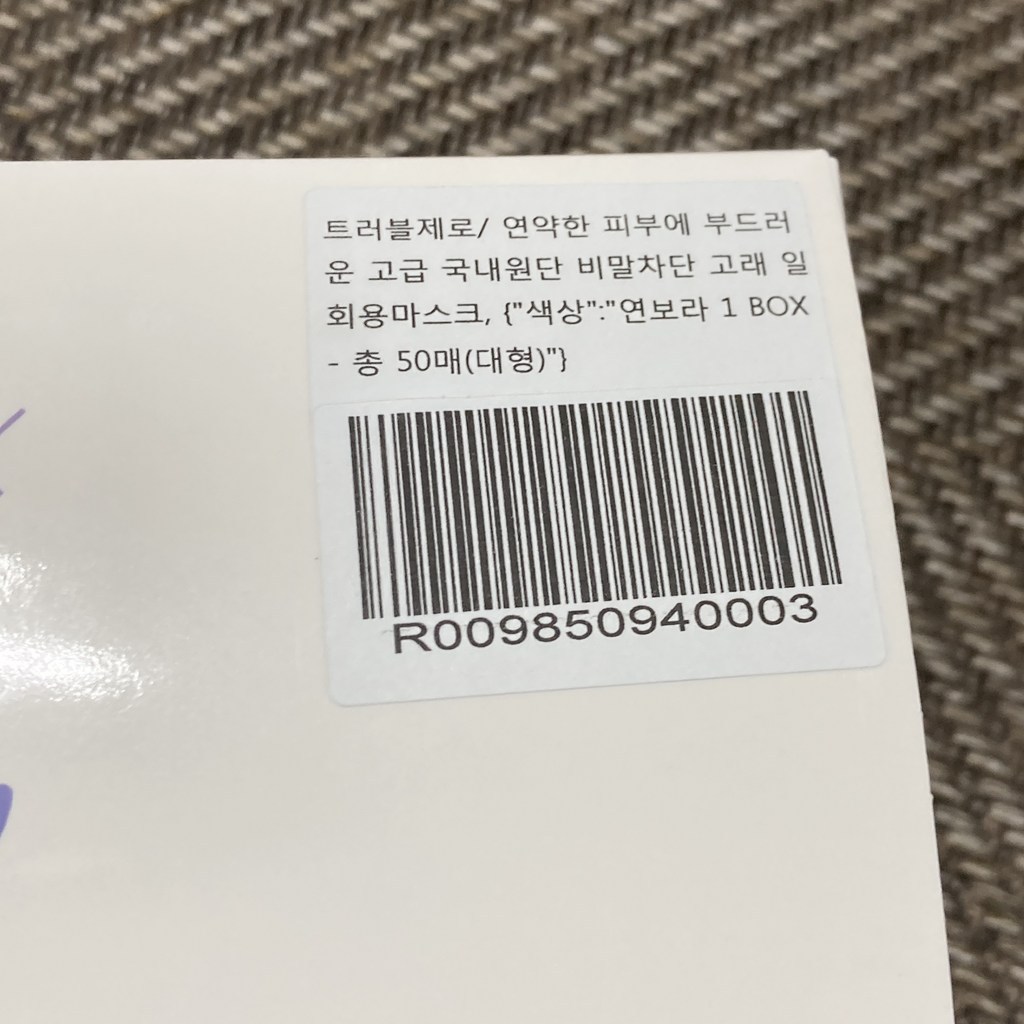 트러블제로/ 연약한 피부에 부드러
운 고급 국내원단 비말차단 고래 일
회용마스크, {"색상":"연보라 1 BOX
- 총 50매(대형)"}
R009850940003